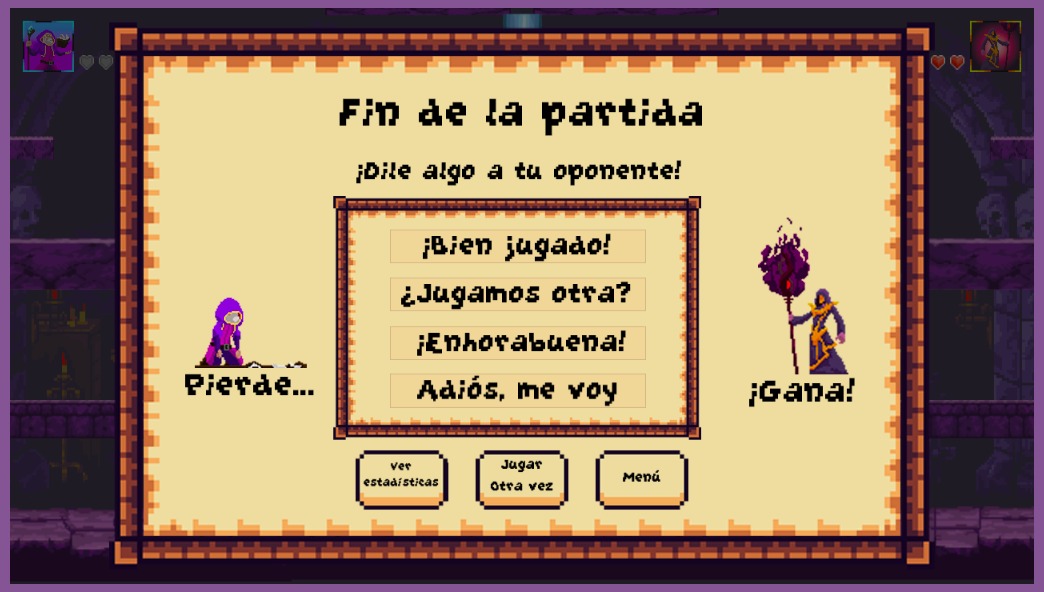 Fin de la partida
¡Dile algo a tu oponente!
¡Bien jugado!
¿Jugamos otra?
¡Enhorabuena!
Adiós, me voy
Pierde...
¡Gana!
Ver
estadísticas
Jugar
Otra vez
Menú